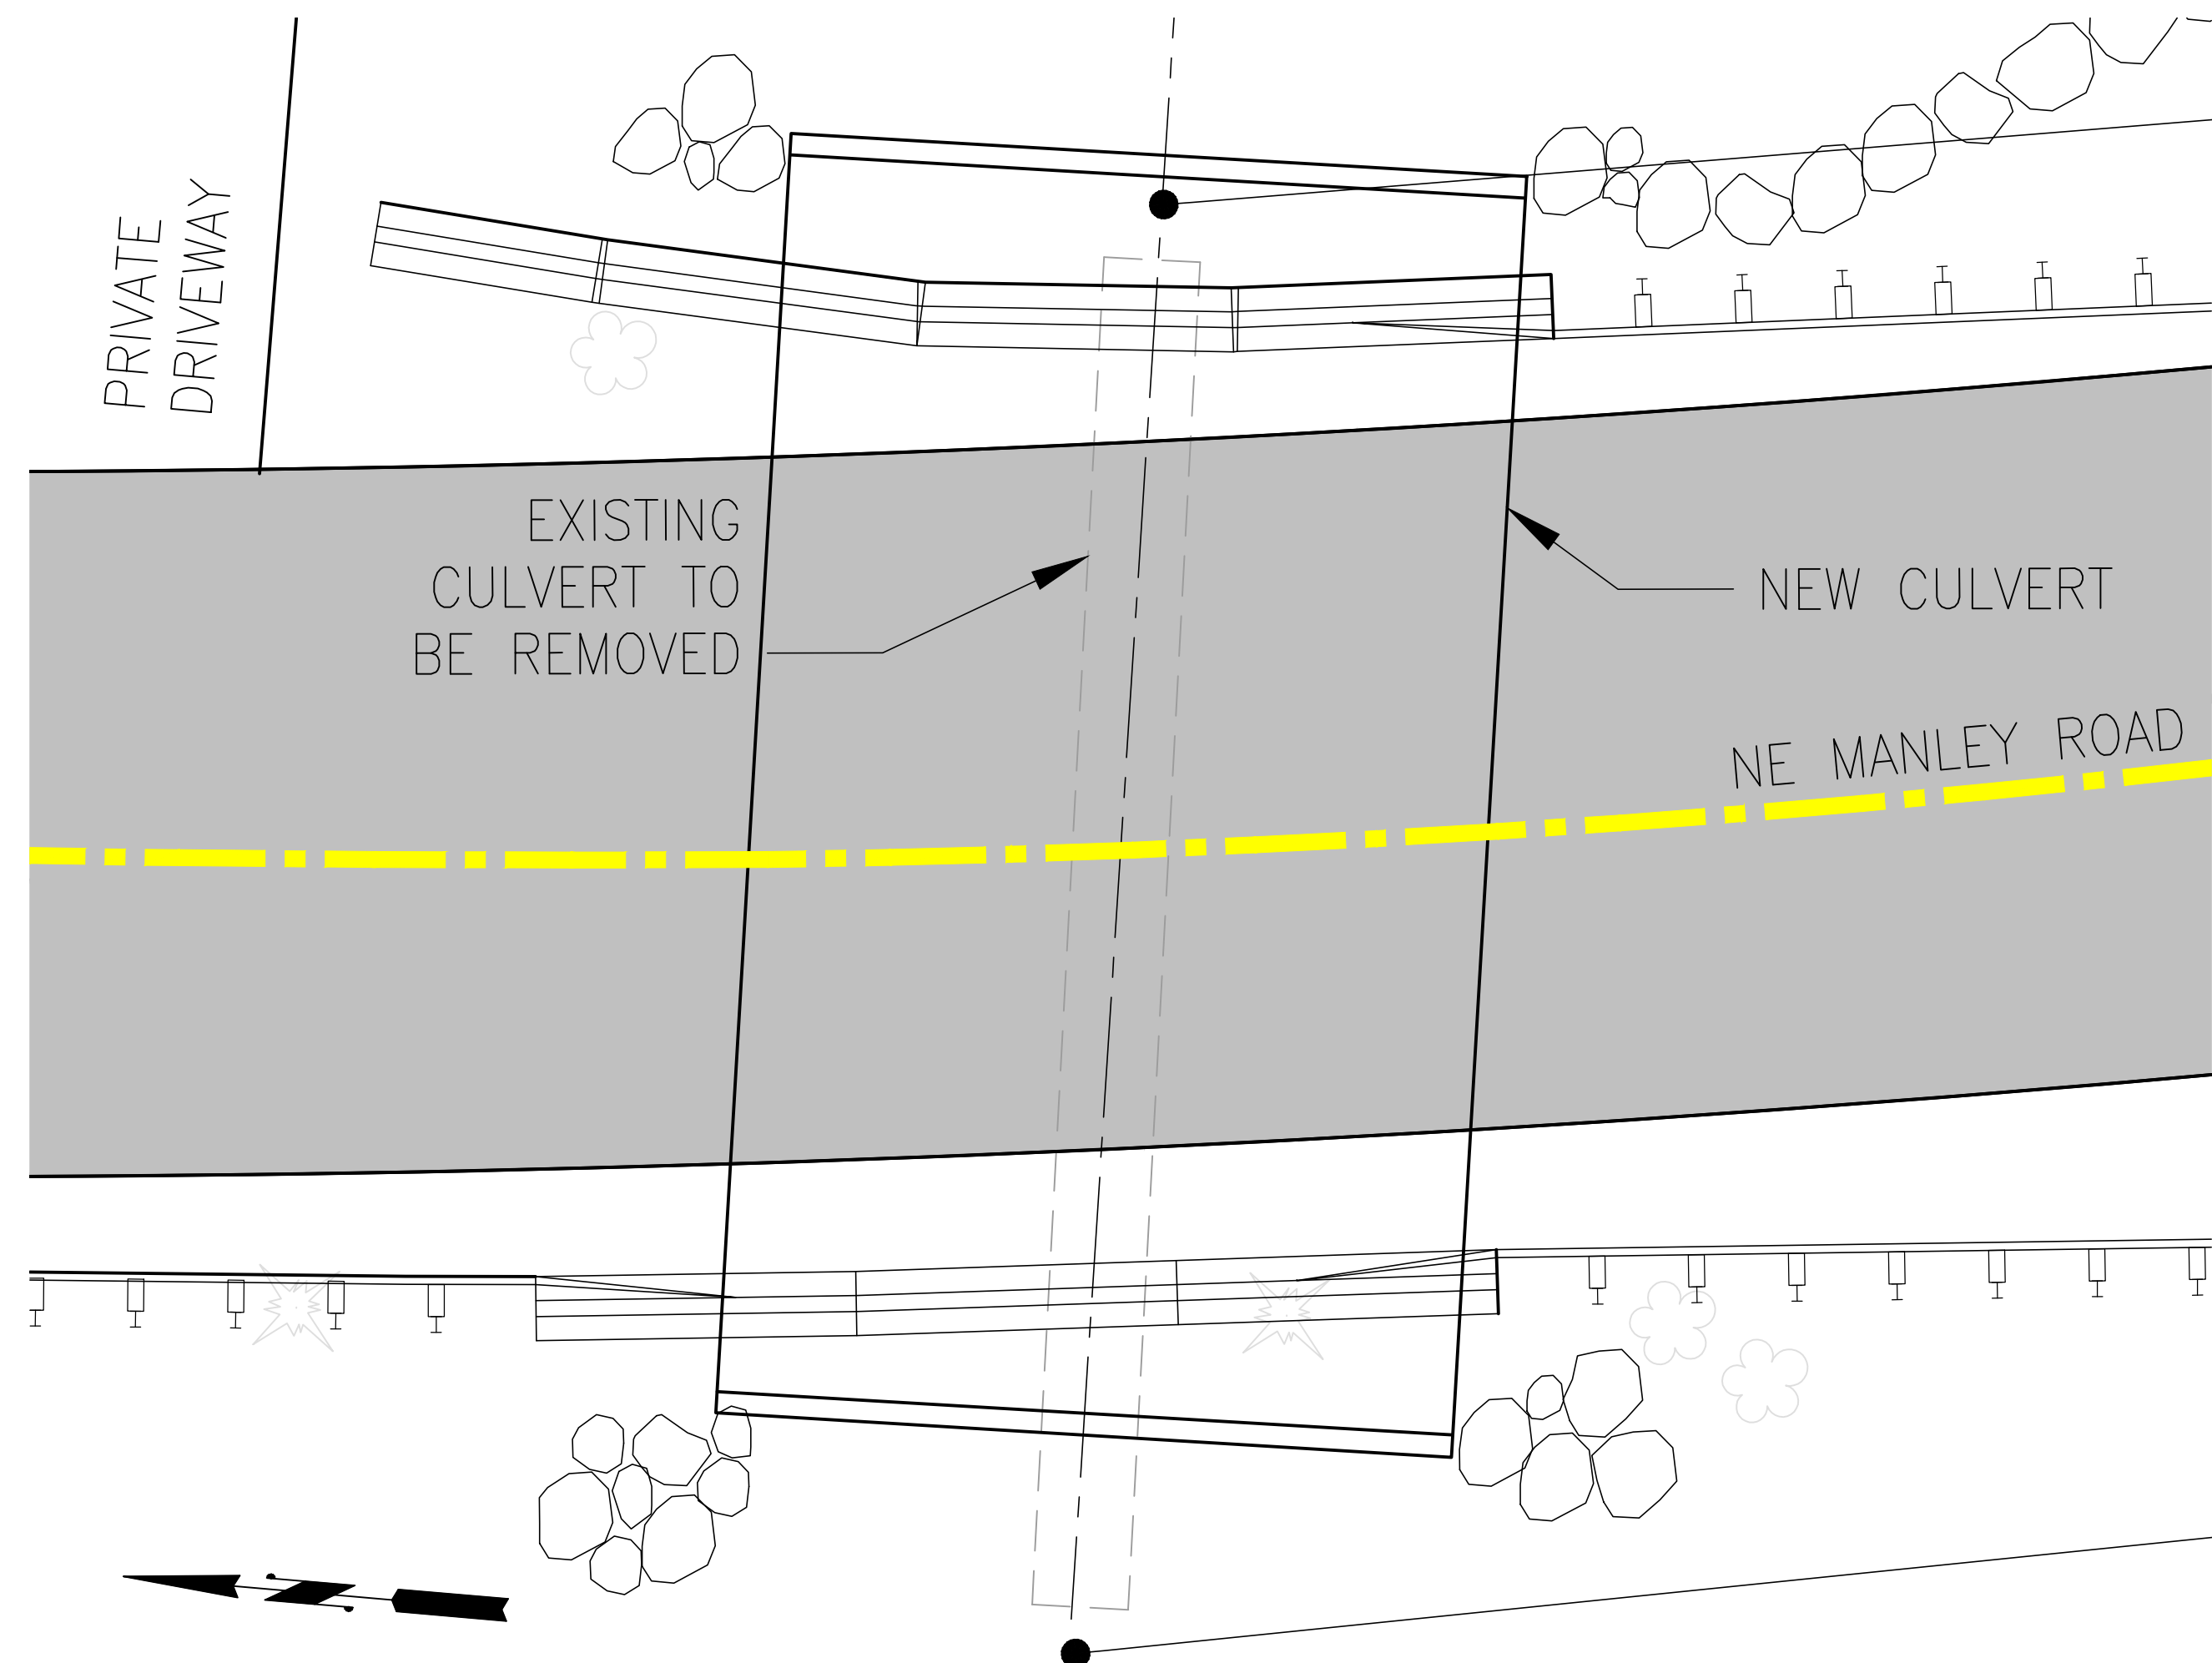 PRIVATE
DRIVEWAY
EXISTING
CULVERT TO
BE REMOVED
NEW CULVERT
NE MANLEY ROAD